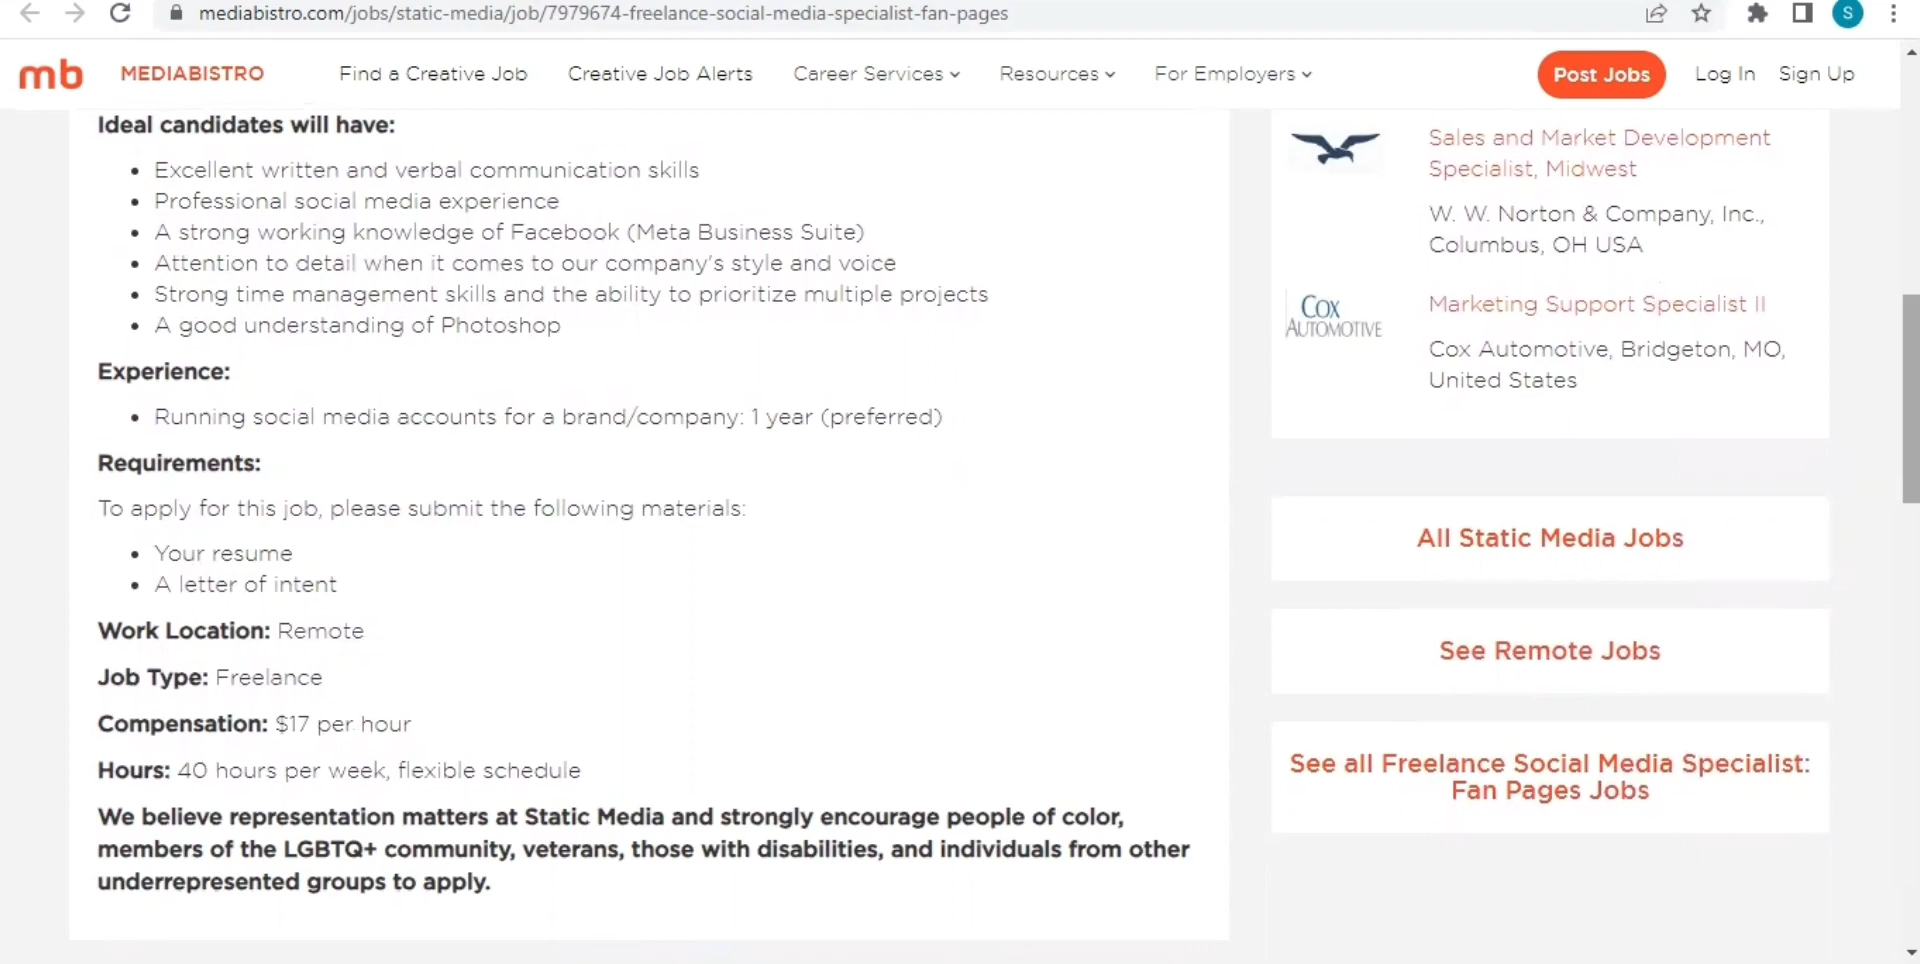 mediabistro.com/jobs/static-media/job/7979674-freelance-social-media-specialist-fan-pages
S
mb MEDIABISTRO Find a Creative Job Creative Job Alerts Career Services Resources For Employers Post Jobs Log In Sign Up
Ideal candidates will have:
• Excellent written and verbal communication skills
• Professional social media experience
• A strong working knowledge of Facebook (Meta Business Suite)
• Attention to detail when it comes to our company's style and voice
• Strong time management skills and the ability to prioritize multiple projects
• A good understanding of Photoshop
Experience:
• Running social media accounts for a brand/company: 1 year (preferred)
Requirements:
To apply for this job, please submit the following materials:
• Your resume
• A letter of intent
Work Location: Remote
Job Type: Freelance
Compensation: $17 per hour
Hours: 40 hours per week, flexible schedule
We believe representation matters at Static Media and strongly encourage people of color,
members of the LGBTQ+ community, veterans, those with disabilities, and individuals from other
underrepresented groups to apply.
Sales and Market Development
Specialist, Midwest
W. W. Norton & Company, Inc.,
Columbus, OH USA
COX
AUTOMOTIVE
Marketing Support Specialist II
Cox Automotive, Bridgeton, MO,
United States
All Static Media Jobs
See Remote Jobs
See all Freelance Social Media Specialist:
Fan Pages Jobs